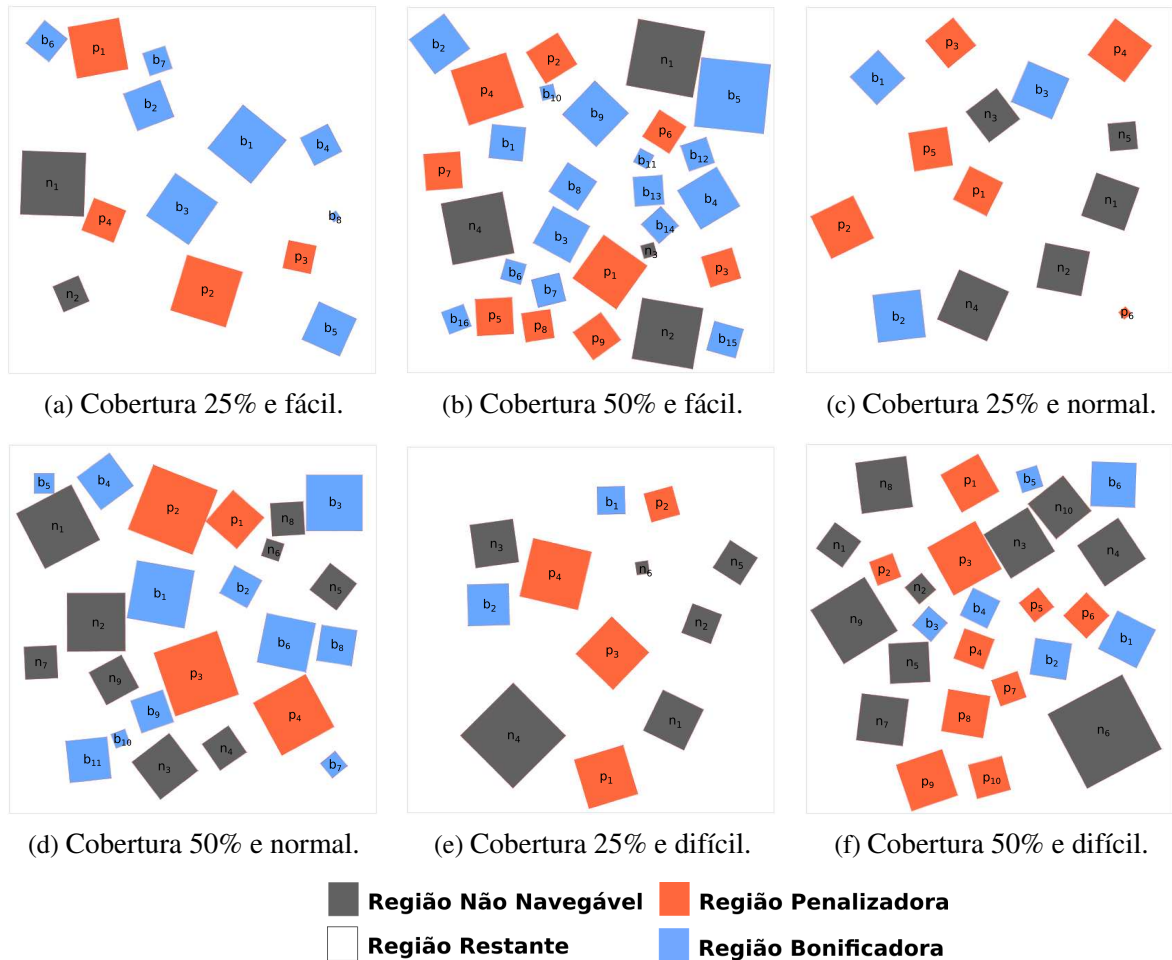 b6 p1 b7
b2
b1 b4
n1
p4 b3 b8
p3
n2 p2
b5
(a) Cobertura 25% e fácil.
b2 p2 n1
p4 b10 b5
b9
b1 p6
b11 b12
p7 b8 b13 b4
n4 b3 b14
n3
b6 p1 p3
b7
b16 p5 p8 p9 n2 b15
(b) Cobertura 50% e fácil.
p3 p4
b1 b3
n3 n5
p5
p1 n1
p2
n2
b2 n4 p6
(c) Cobertura 25% e normal.
b5 b4
n1 p2 p1 n8 b3
n6
b1 b2 n5
n2
n7 b6 b8
n9 p3
b9 p4
b10 n4
b11 n3 b7
(d) Cobertura 50% e normal.
b1 p2
n3
p4 n6 n5
b2
n2
p3
n4 n1
p1
(e) Cobertura 25% e difícil.
n8 p1 b5 b6
n10
n1 n3 n4
p2 p3
n2
n9 b3 b4 p5 p6
b1
n5 p4 b2
p7
n7 p8 n6
p9 p10
(f) Cobertura 50% e difícil.
Região Não Navegável Região Penalizadora
Região Restante Região Bonificadora